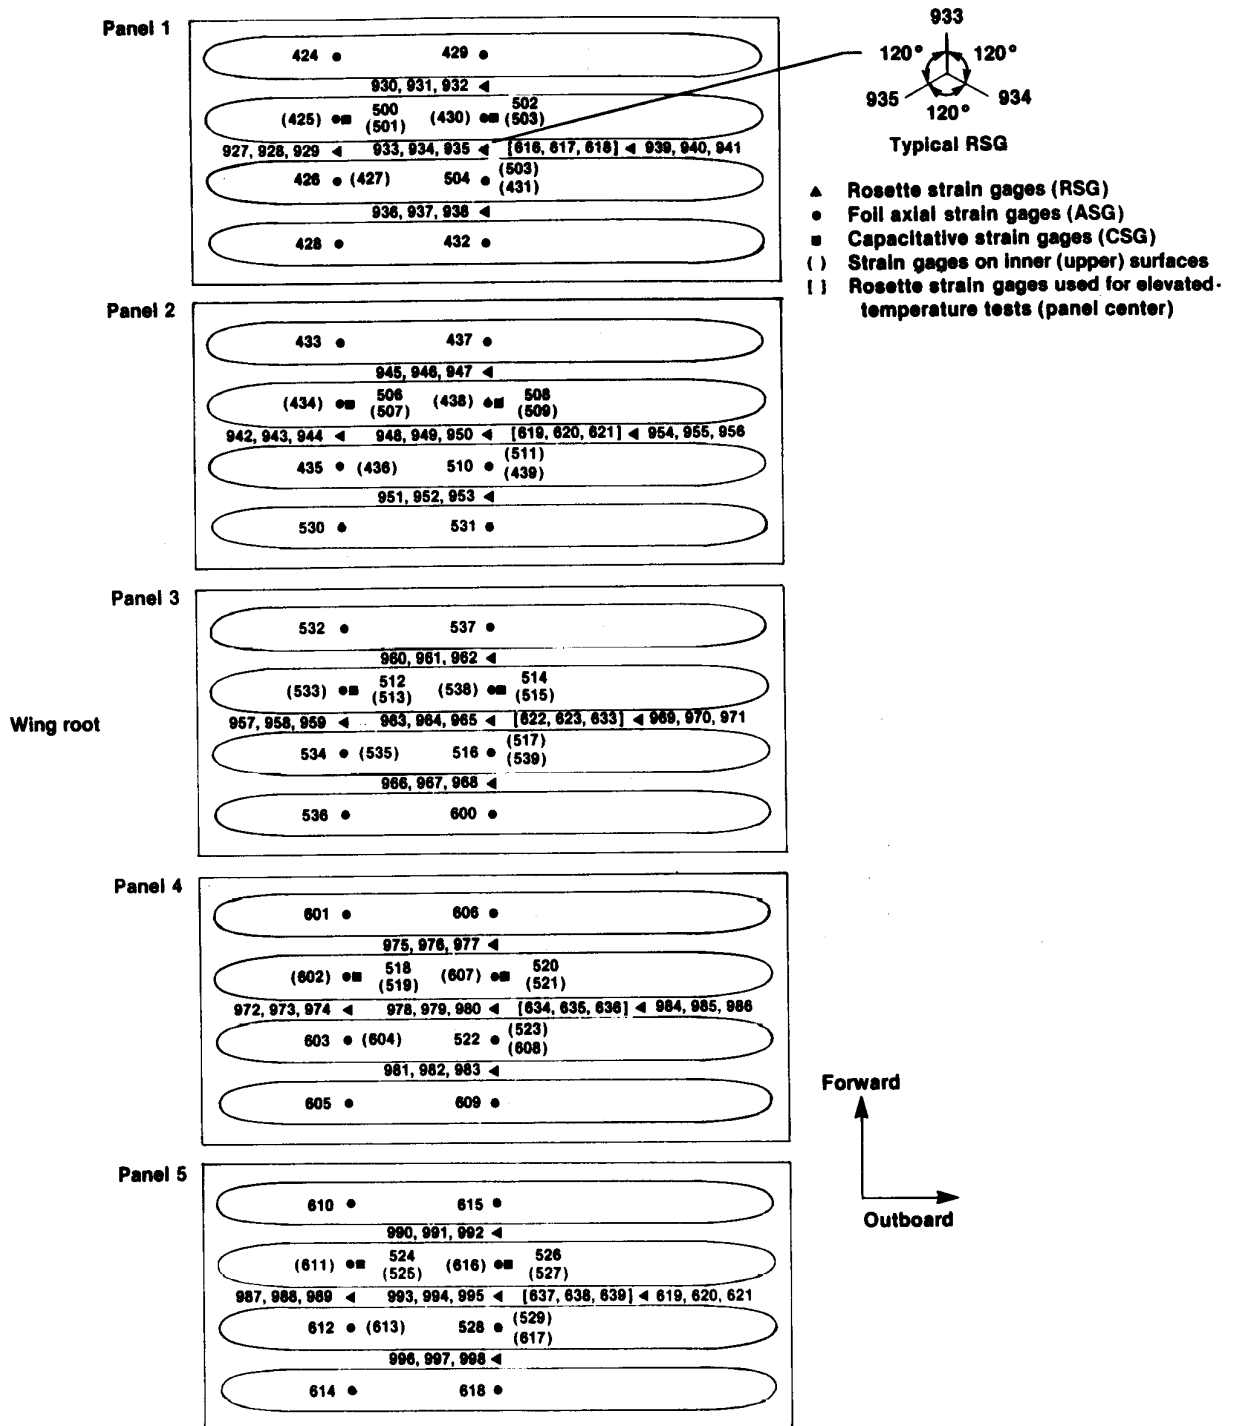 Panel 1
424 429
930, 931, 932
(425) 500 (430) 502
(501) (503)
927, 928, 929 933, 934, 935 [616, 617, 618] 939, 940, 941
426 (427) 504 (503)
(431)
936, 937, 938
428 432
933
120° 120°
935 934
120°
Typical RSG
▲ Rosette strain gages (RSG)
● Foil axial strain gages (ASG)
■ Capacitative strain gages (CSG)
( ) Strain gages on inner (upper) surfaces
[ ] Rosette strain gages used for elevated-
temperature tests (panel center)
Panel 2
433 437
945, 946, 947
(434) 506 (438) 508
(507) (509)
942, 943, 944 948, 949, 950 [619, 620, 621] 954, 955, 956
435 (436) 510 (511)
(439)
951, 952, 953
530 531
Panel 3
532 537
960, 961, 962
(533) 512 (538) 514
(513) (515)
Wing root
957, 958, 959 963, 964, 965 [622, 623, 633] 969, 970, 971
534 (535) 516 (517)
(539)
966, 967, 968
536 600
Panel 4
601 606
975, 976, 977
(602) 518 (607) 520
(519) (521)
972, 973, 974 978, 979, 980 [634, 635, 636] 984, 985, 986
603 (604) 522 (523)
(608)
981, 982, 983
605 609
Forward
Outboard
Panel 5
610 615
990, 991, 992
(611) 524 (616) 526
(525) (527)
987, 988, 989 993, 994, 995 [637, 638, 639] 619, 620, 621
612 (613) 528 (529)
(617)
996, 997, 998
614 618